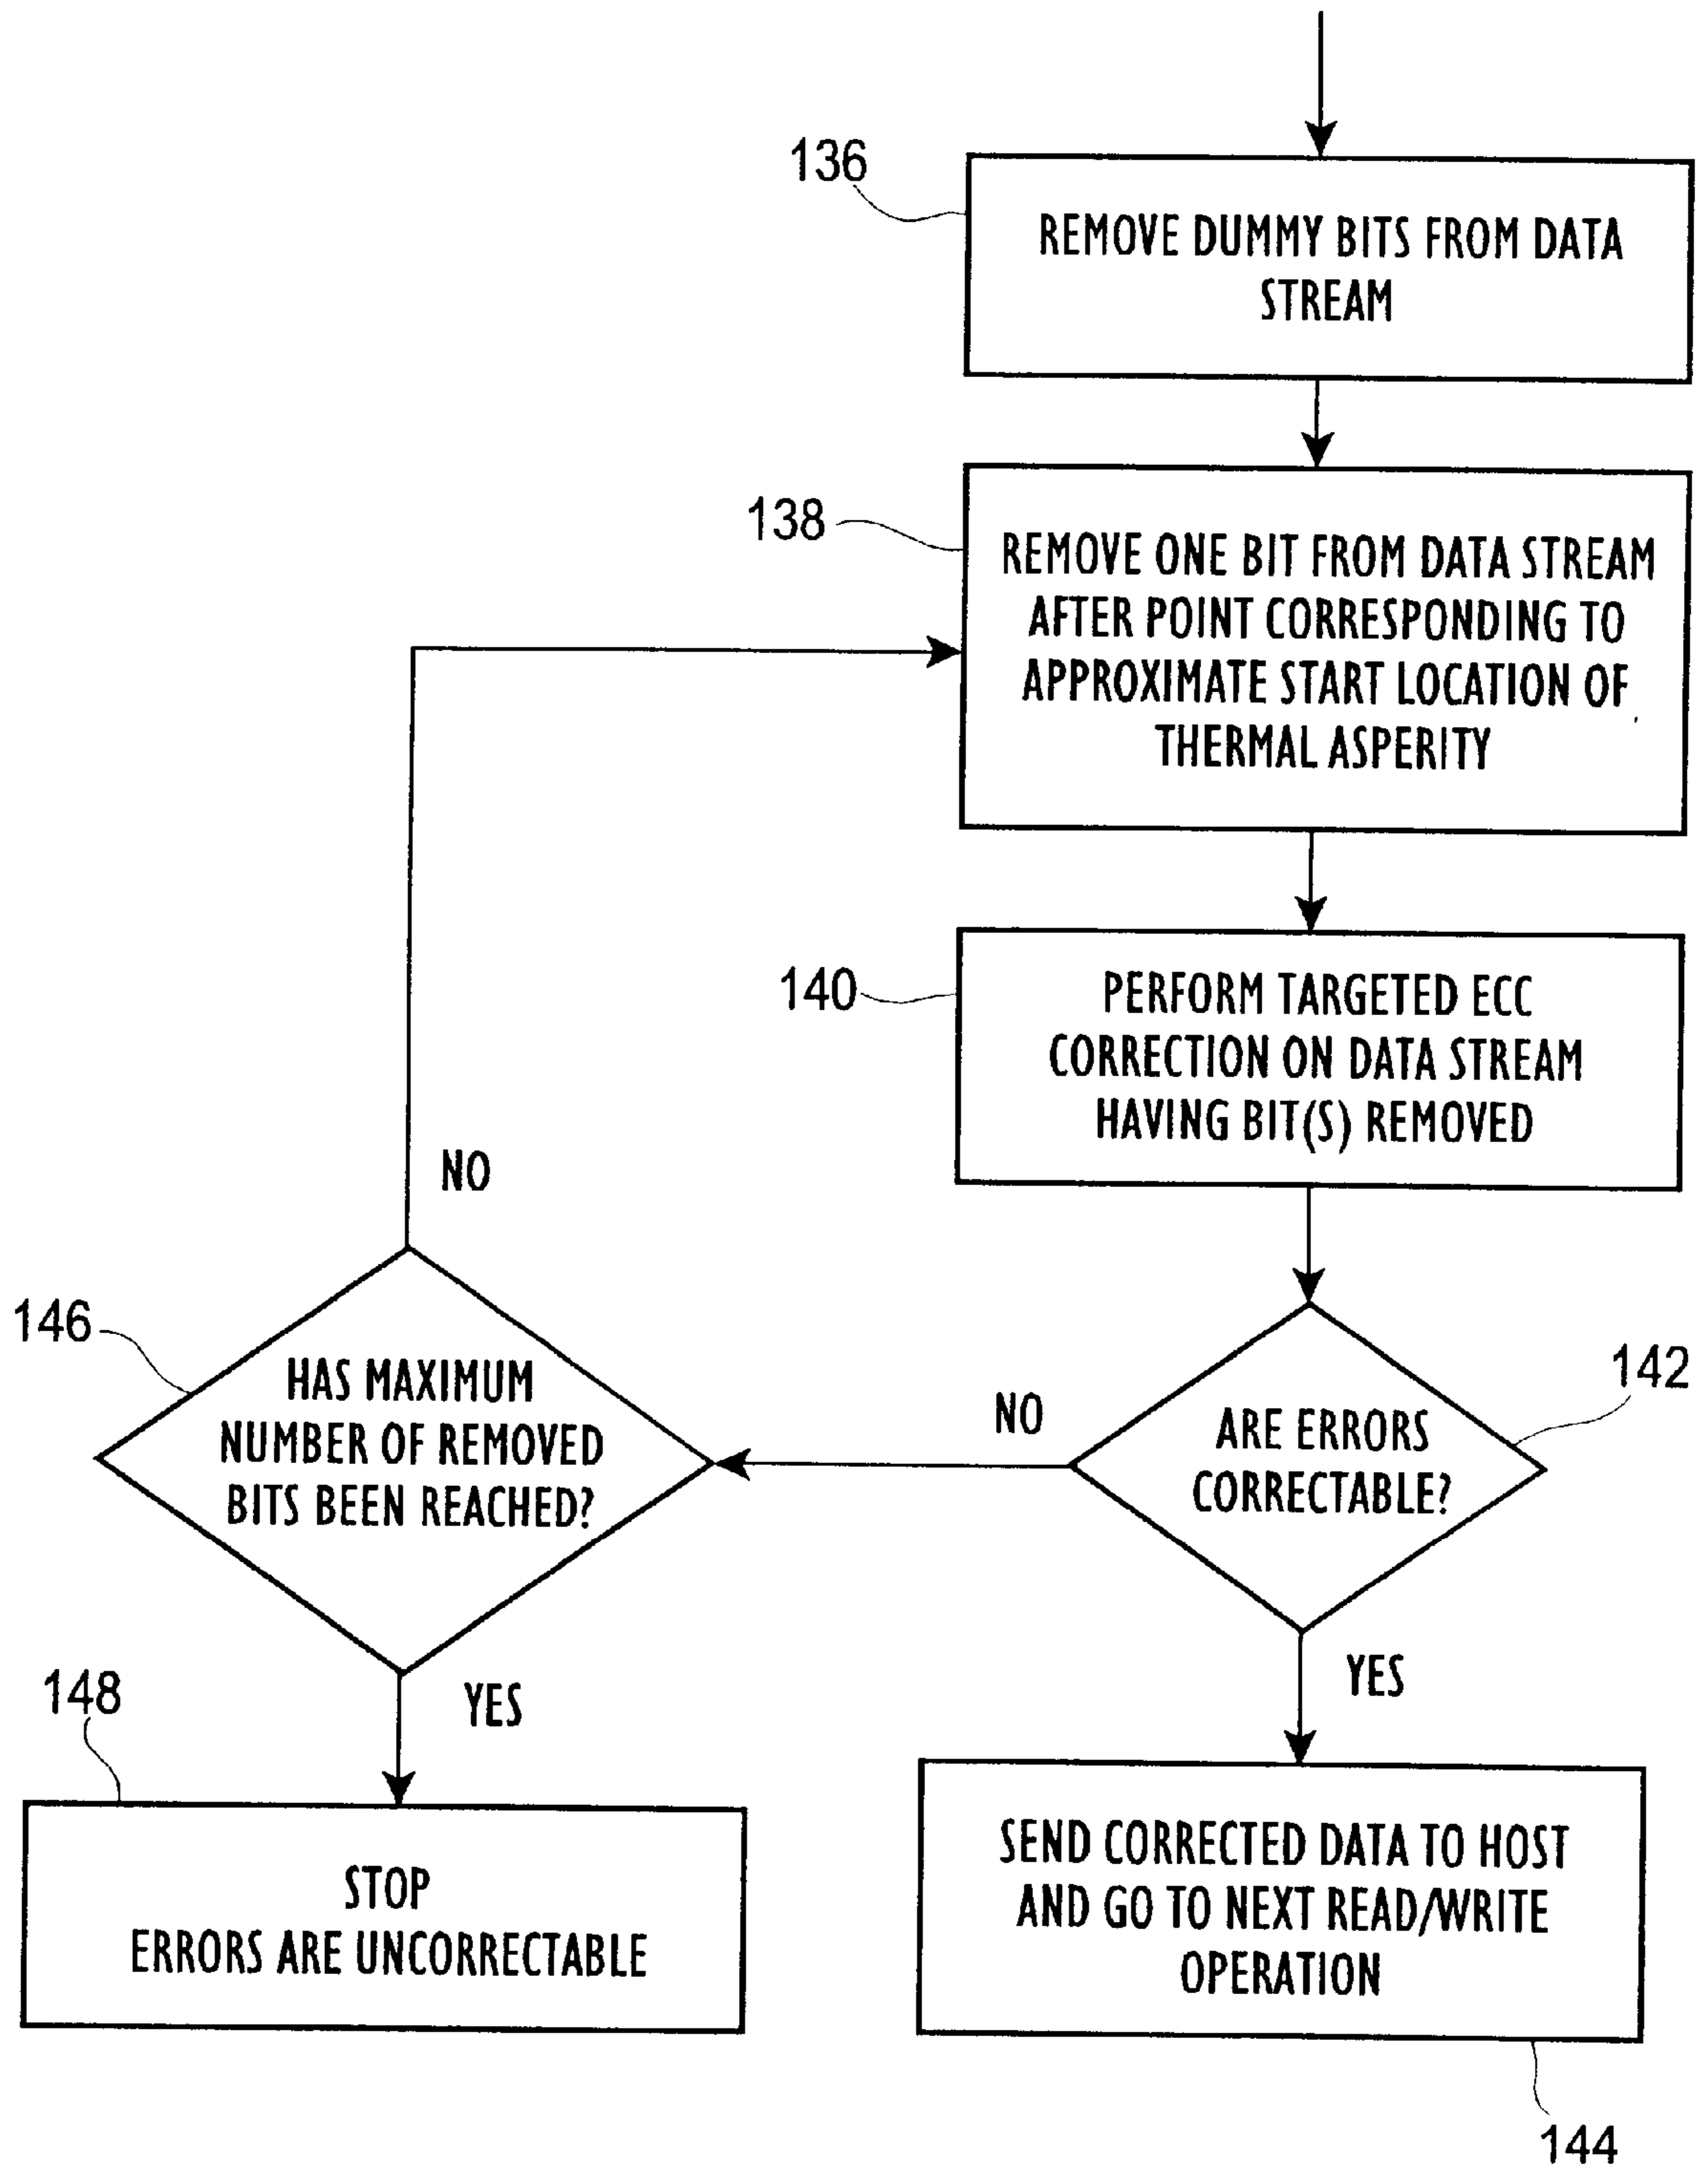 136
REMOVE DUMMY BITS FROM DATA
STREAM
138
REMOVE ONE BIT FROM DATA STREAM
AFTER POINT CORRESPONDING TO
APPROXIMATE START LOCATION OF
THERMAL ASPERITY
140
PERFORM TARGETED ECC
CORRECTION ON DATA STREAM
HAVING BIT(S) REMOVED
NO
146
HAS MAXIMUM
NUMBER OF REMOVED
BITS BEEN REACHED?
NO
142
ARE ERRORS
CORRECTABLE?
YES
148
YES
STOP
ERRORS ARE UNCORRECTABLE
SEND CORRECTED DATA TO HOST
AND GO TO NEXT READ/WRITE
OPERATION
144